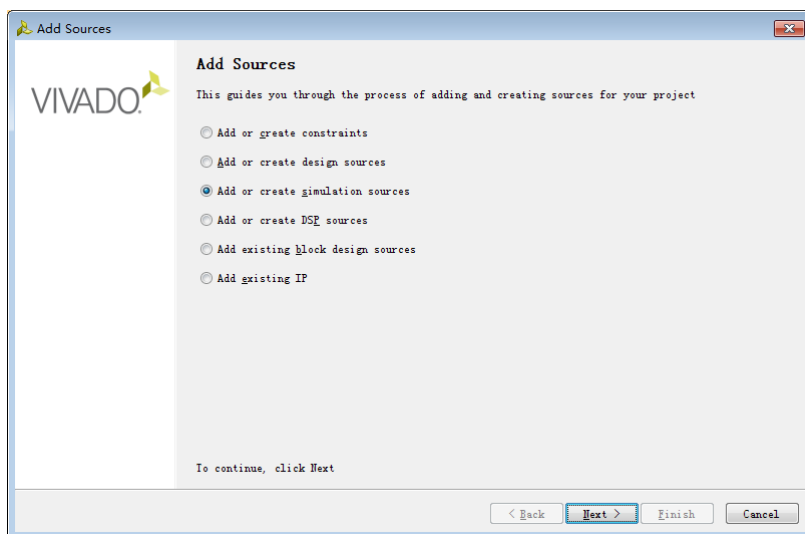 Add Sources
VIVADO.
Add Sources
This guides you through the process of adding and creating sources for your project
Add or create constraints
Add or create design sources
Add or create simulation sources
Add or create DSP sources
Add existing block design sources
Add existing IP
To continue, click Next
< Back Next > Finish Cancel